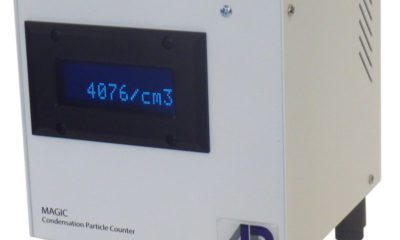 4076/cm3
MAGIC
Condensation Particle Counter